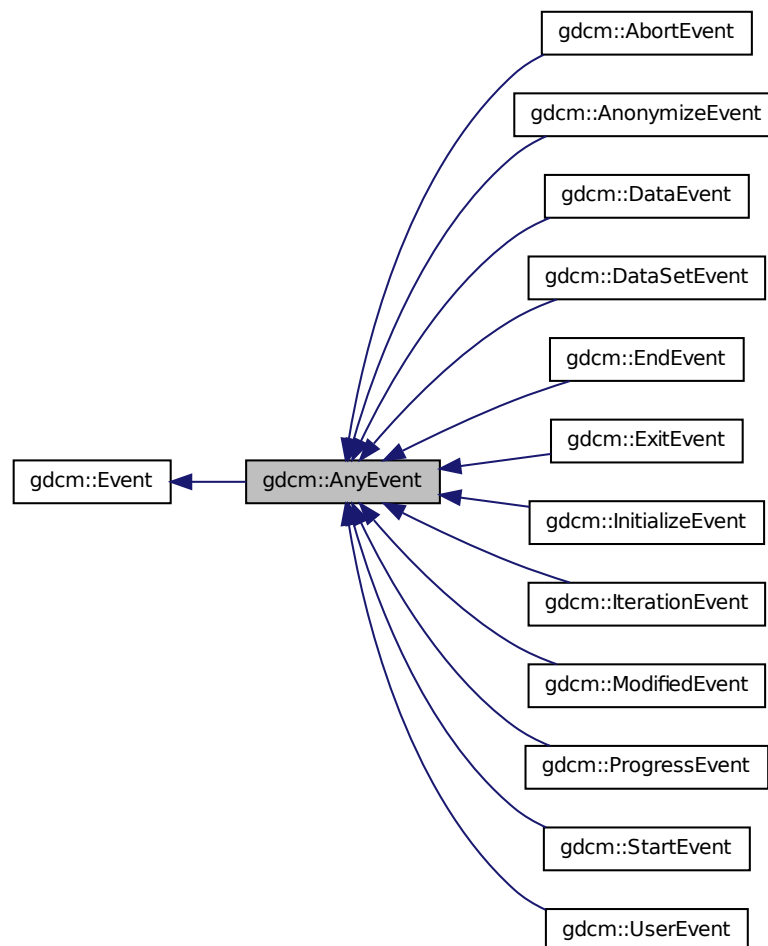 gdcm::AbortEvent
gdcm::AnonymizeEvent
gdcm::DataEvent
gdcm::DataSetEvent
gdcm::EndEvent
gdcm::ExitEvent
gdcm::Event
gdcm::AnyEvent
gdcm::InitializeEvent
gdcm::IterationEvent
gdcm::ModifiedEvent
gdcm::ProgressEvent
gdcm::StartEvent
gdcm::UserEvent